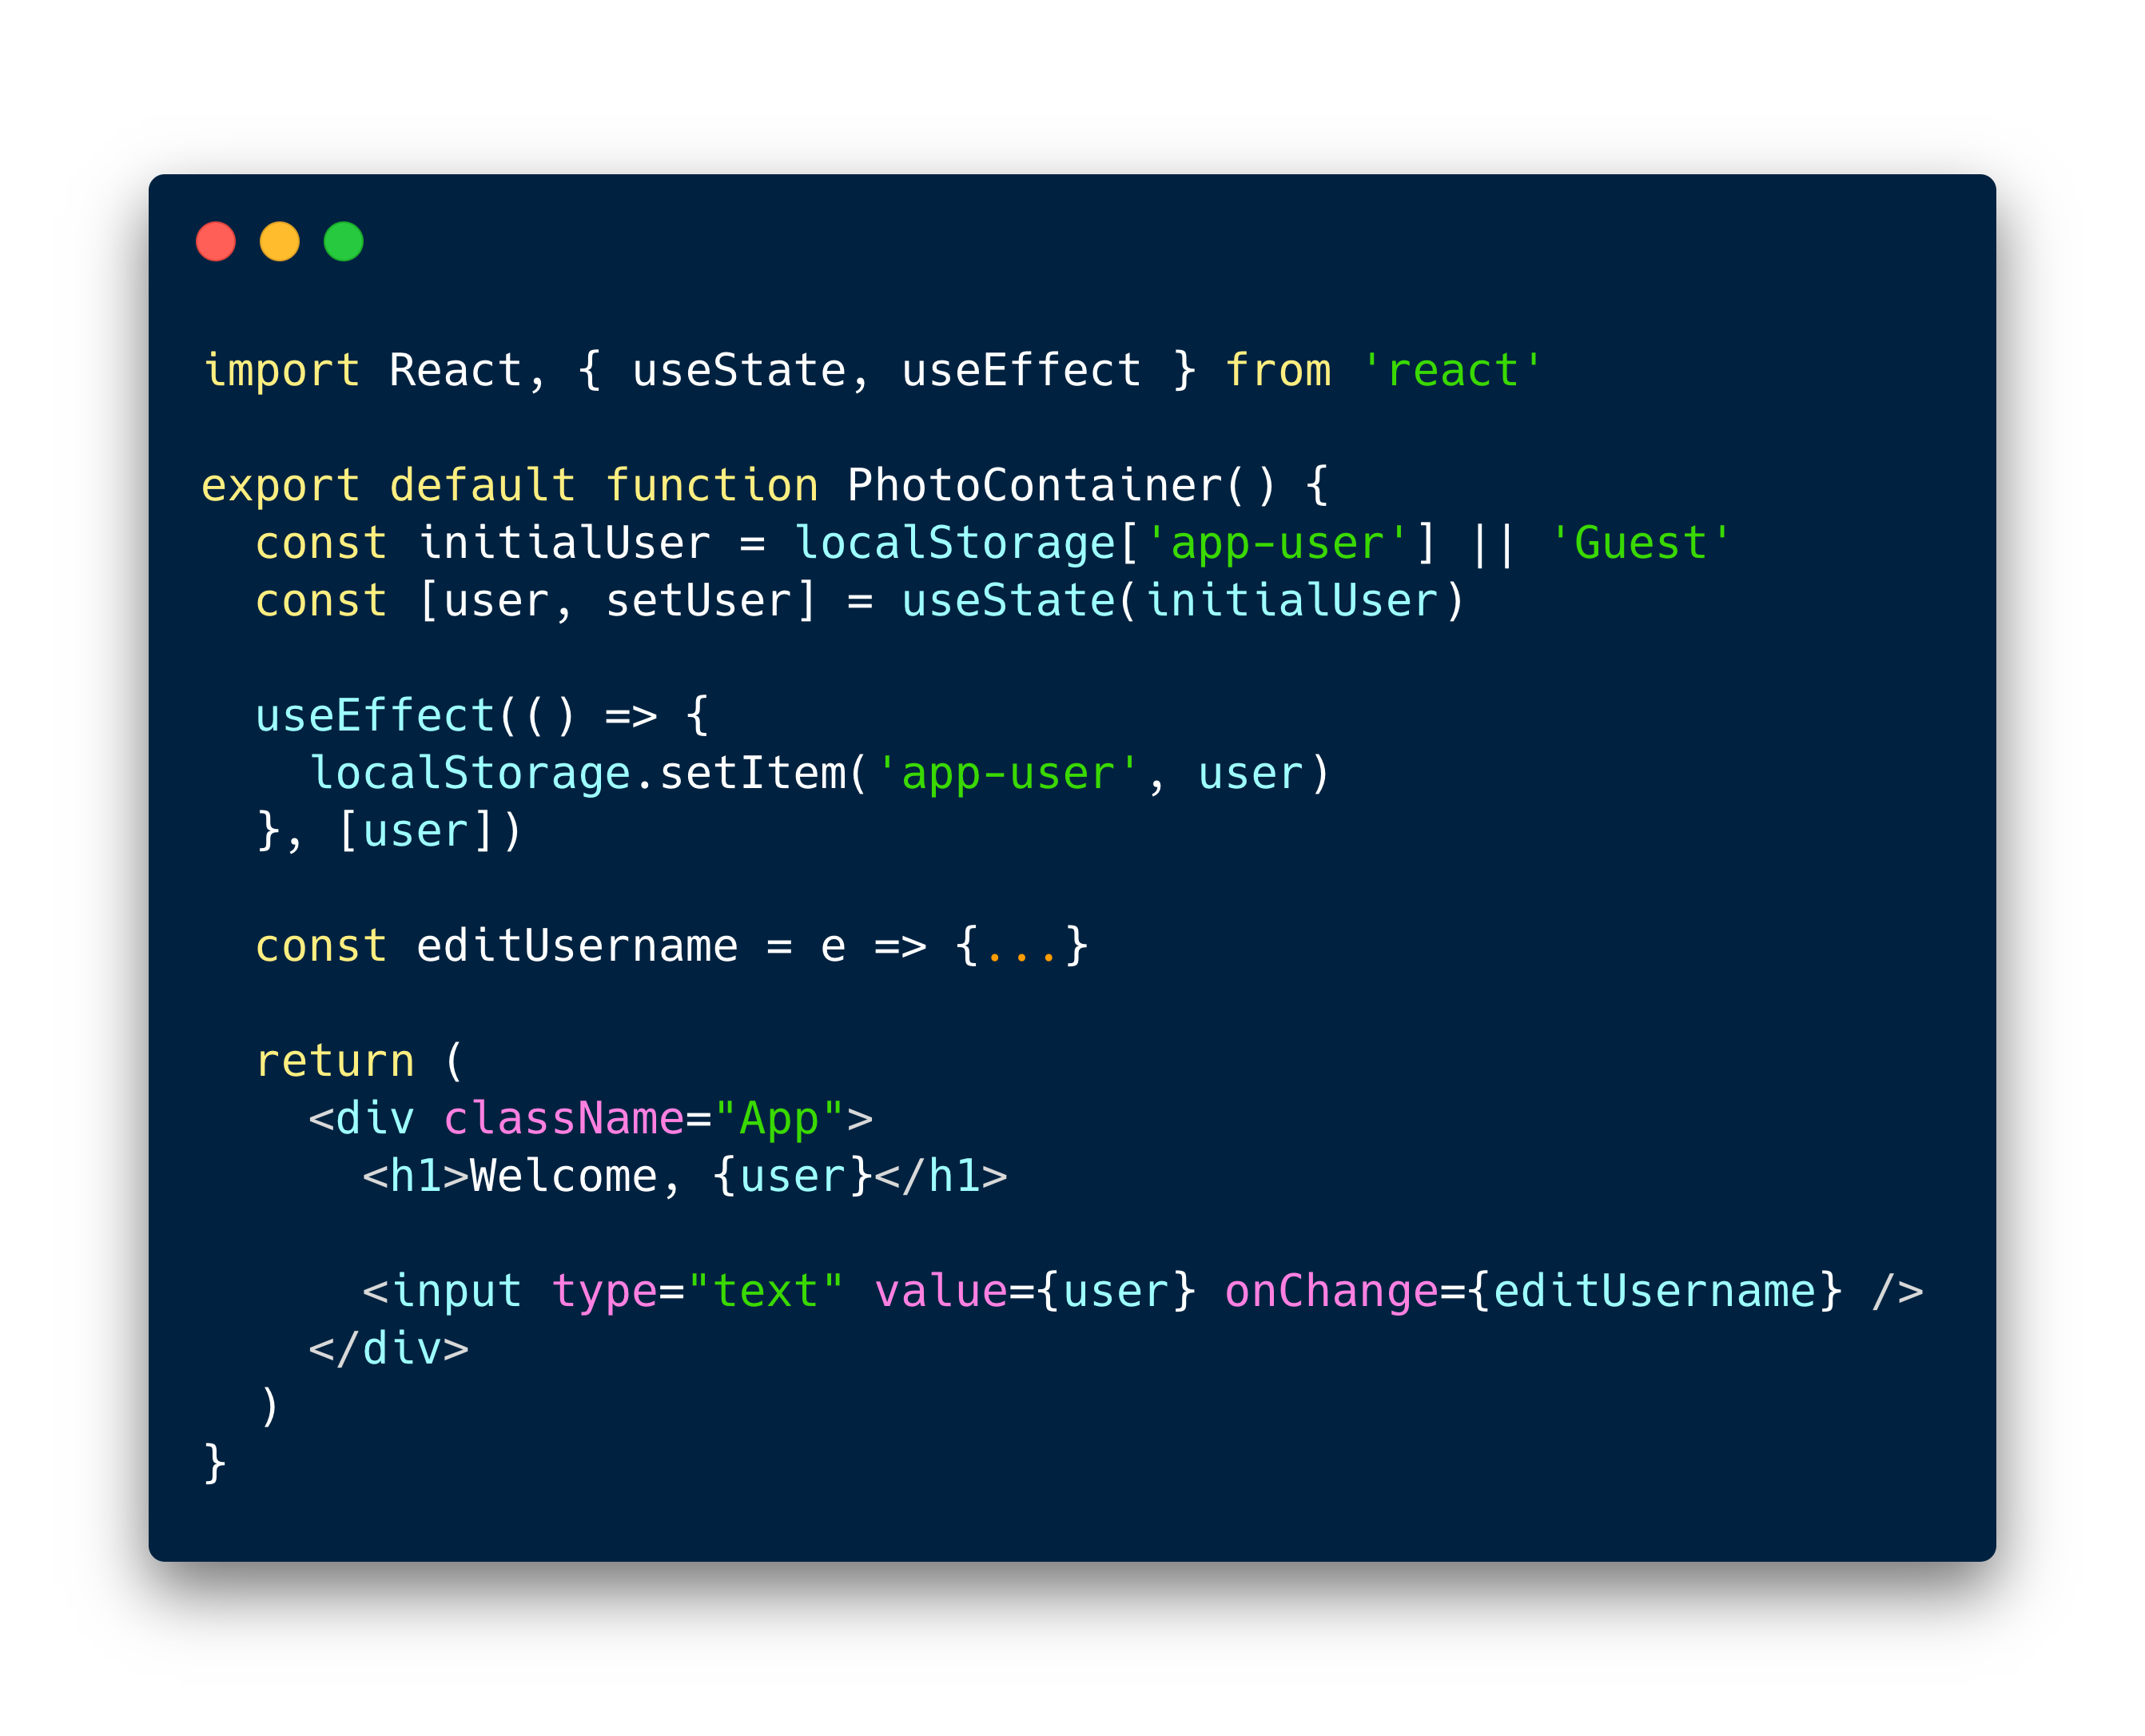 import React, { useState, useEffect } from 'react'
export default function PhotoContainer() {
  const initialUser = localStorage['app-user'] || 'Guest'
  const [user, setUser] = useState(initialUser)
  useEffect(() => {
    localStorage.setItem('app-user', user)
  }, [user])
  const editUsername = e => {...}
  return (
    <div className="App">
      <h1>Welcome, {user}</h1>
      <input type="text" value={user} onChange={editUsername} />
    </div>
  )
}